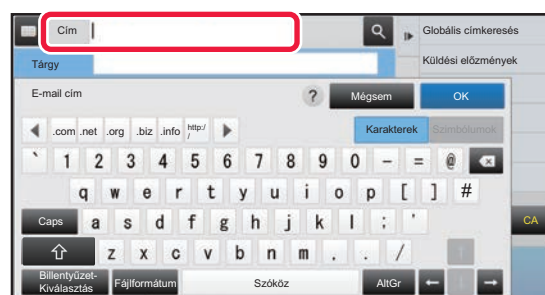 Cím
Globális címkeresés
Tárgy
Küldési előzmények
E-mail cím
?
Mégsem
OK
.com .net .org .biz .info http:/
/
Karakterek
Szimbólumok
` 1 2 3 4 5 6 7 8 9 0 - = @
q w e r t y u i o p [ ] #
Caps a s d f g h j k l ; '
CA
z x c v b n m . . /
Billentyűzet-
Kiválasztás
Fájlformátum
Szóköz
AltGr